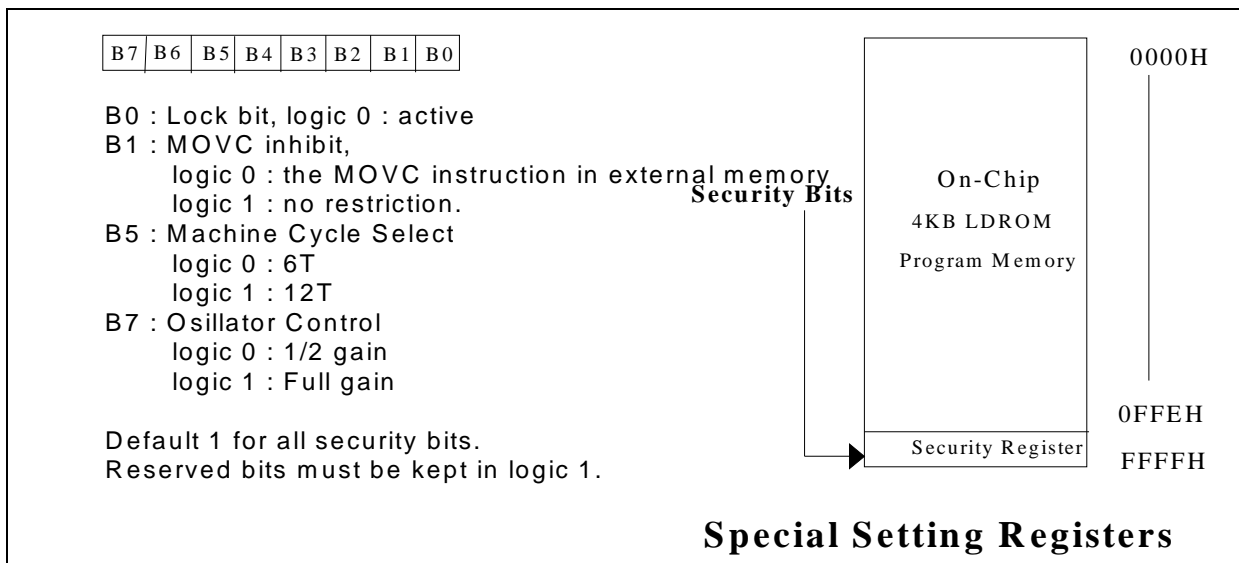 B7 B6 B5 B4 B3 B2 B1 B0
B0 : Lock bit, logic 0 : active
B1 : MOVC inhibit,
logic 0 : the MOVC instruction in external memory
logic 1 : no restriction.
B5 : Machine Cycle Select
logic 0 : 6T
logic 1 : 12T
B7 : Osillator Control
logic 0 : 1/2 gain
logic 1 : Full gain
Default 1 for all security bits.
Reserved bits must be kept in logic 1.
Security Bits
On-Chip
4KB LDROM
Program Memory
Security Register
0000H
0FFEH
FFFFH
Special Setting Registers